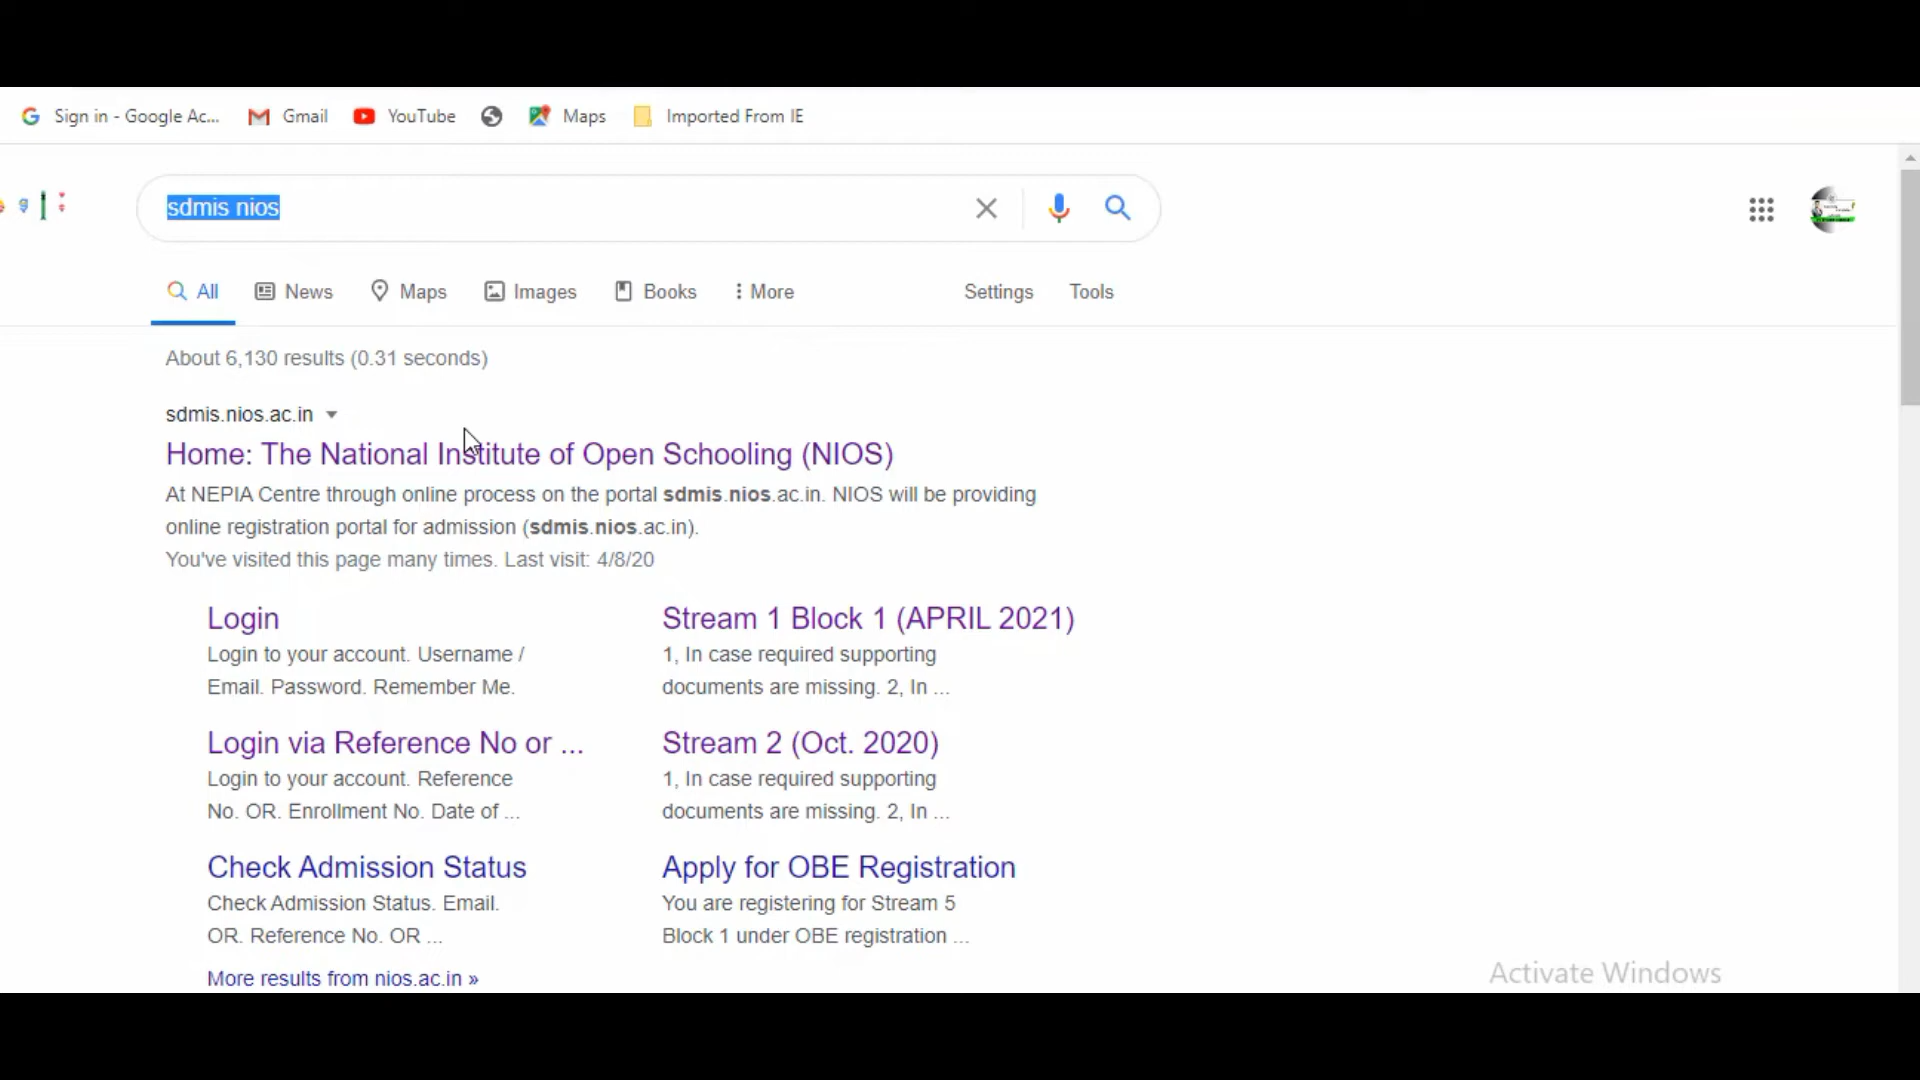 Sign in - Google Ac... Gmail YouTube Maps Imported From IE
sdmis nios
All News Maps Images Books More Settings Tools
About 6,130 results (0.31 seconds)
sdmis.nios.ac.in
Home: The National Institute of Open Schooling (NIOS)
At NEPIA Centre through online process on the portal sdmis.nios.ac.in. NIOS will be providing
online registration portal for admission (sdmis.nios.ac.in).
You've visited this page many times. Last visit: 4/8/20
Login
Login to your account. Username /
Email. Password. Remember Me.
Stream 1 Block 1 (APRIL 2021)
1, In case required supporting
documents are missing. 2, In ...
Login via Reference No or ...
Login to your account. Reference
No. OR. Enrollment No. Date of ...
Stream 2 (Oct. 2020)
1, In case required supporting
documents are missing. 2, In ...
Check Admission Status
Check Admission Status. Email.
OR. Reference No. OR ...
Apply for OBE Registration
You are registering for Stream 5
Block 1 under OBE registration ...
More results from nios.ac.in »
Activate Windows